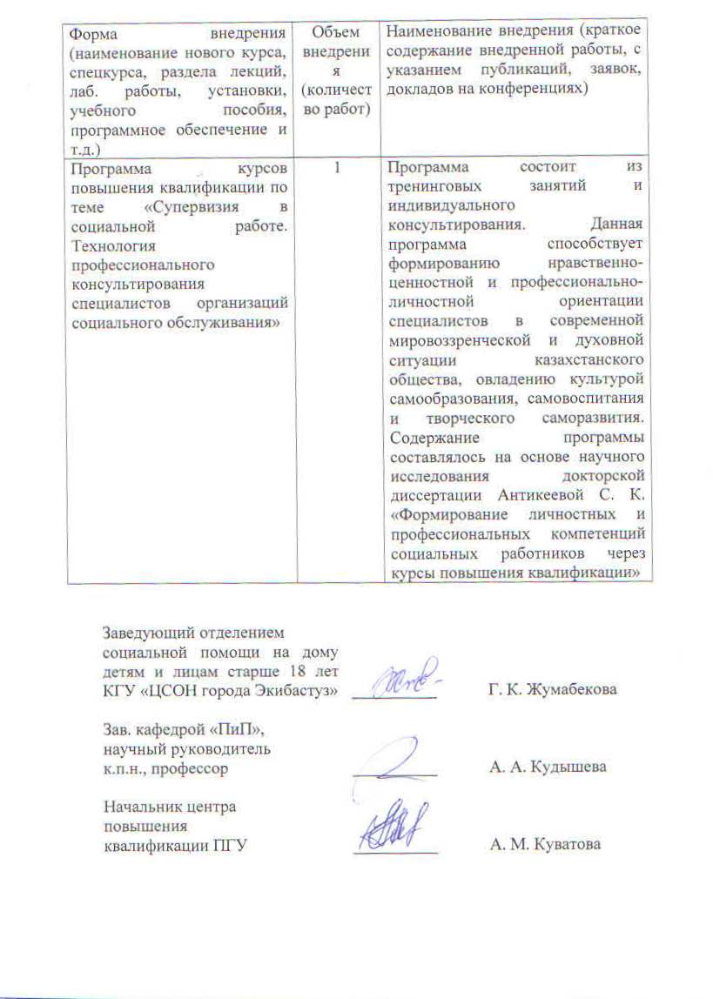 Форма внедрения
(наименование нового курса,
спецкурса, раздела лекций,
лаб. работы, установки,
учебного пособия,
программное обеспечение и
т.д.)
Объем
внедрени
я
(количест
во работ)
Наименование внедрения (краткое
содержание внедренной работы, с
указанием публикаций, заявок,
докладов на конференциях)
Программа курсов
повышения квалификации по
теме «Супервизия в
социальной работе.
Технология
профессионального
консультирования
специалистов организаций
социального обслуживания»
1
Программа состоит из
тренинговых занятий и
индивидуального
консультирования. Данная
программа способствует
формированию нравственно-
ценностной и профессионально-
личностной ориентации
специалистов в современной
мировоззренческой и духовной
ситуации казахстанского
общества, овладению культурой
самообразования, самовоспитания
и творческого саморазвития.
Содержание программы
составлялось на основе научного
исследования докторской
диссертации Антикеевой С. К.
«Формирование личностных и
профессиональных компетенций
социальных работников через
курсы повышения квалификации»
Заведующий отделением
социальной помощи на дому
детям и лицам старше 18 лет
КГУ «ЦСОН города Экибастуз» Г. К. Жумабекова
Зав. кафедрой «ПиП»,
научный руководитель
к.п.н., профессор А. А. Кудышева
Начальник центра
повышения
квалификации ПГУ А. М. Куватова